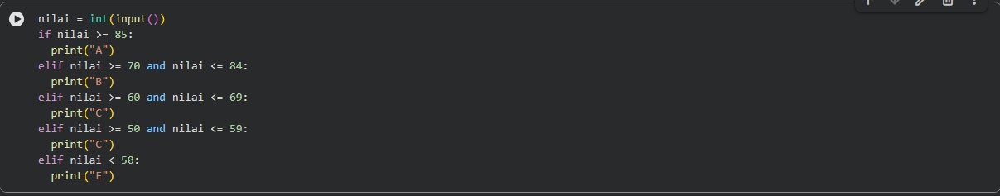 nilai = int(input())
if nilai >= 85:
  print("A")
elif nilai >= 70 and nilai <= 84:
  print("B")
elif nilai >= 60 and nilai <= 69:
  print("C")
elif nilai >= 50 and nilai <= 59:
  print("C")
elif nilai < 50:
  print("E")